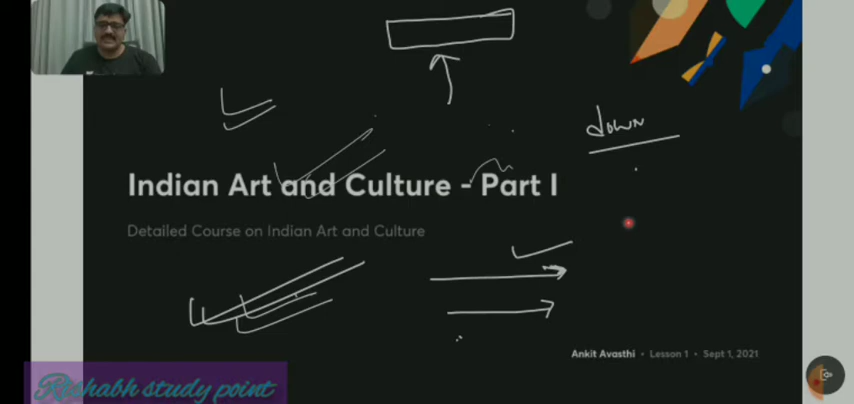 down
Indian Art and Culture - Part I
Detailed Course on Indian Art and Culture
Ankit Avasthi • Lesson 1 • Sept 1, 2021
Rishabh study point